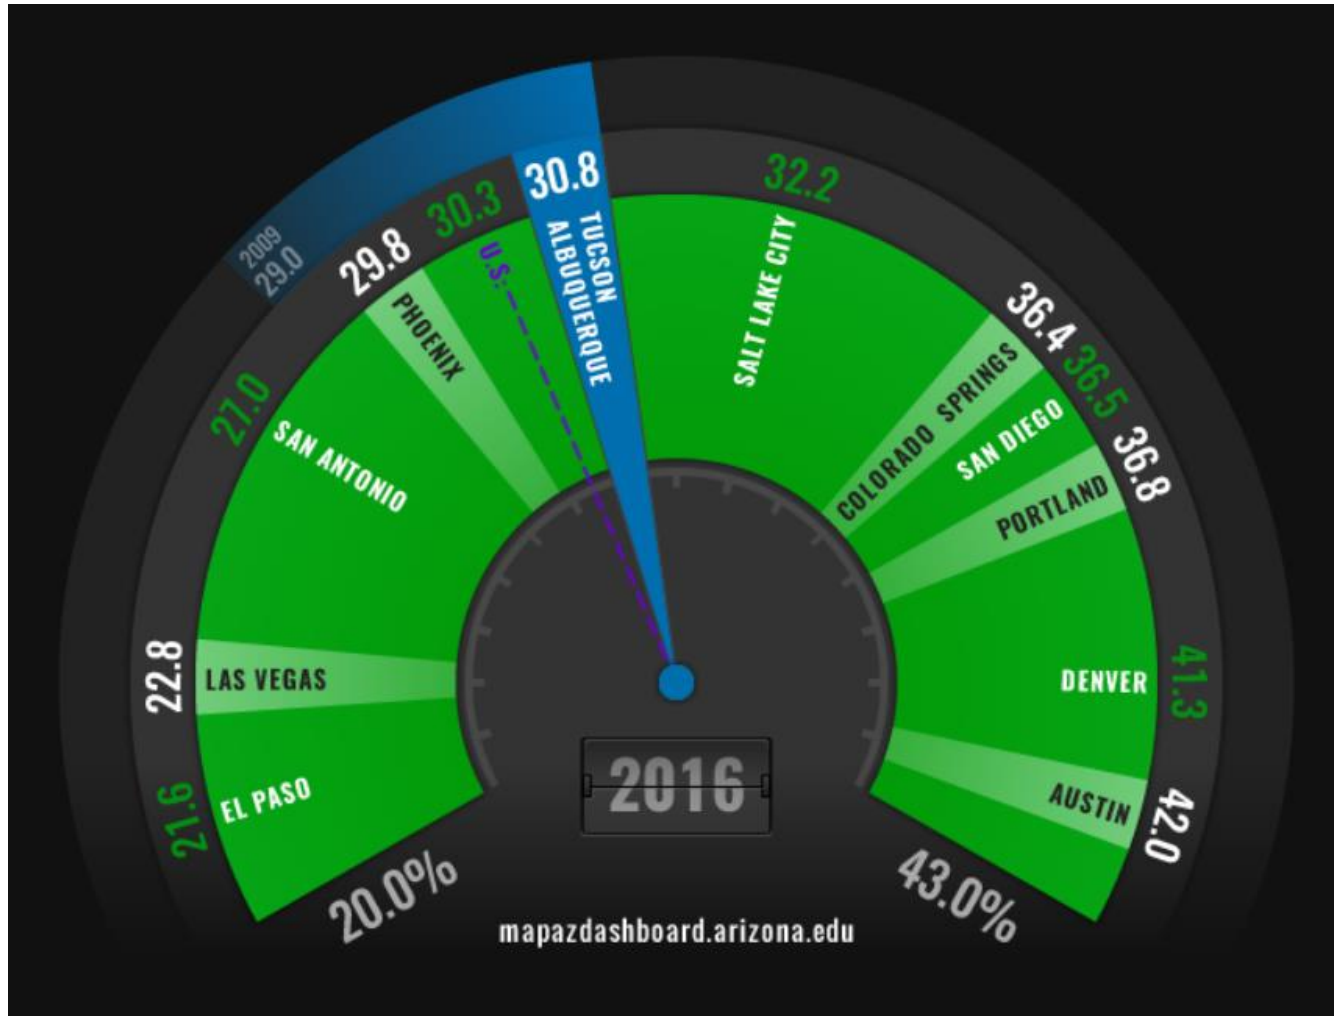 21.6
EL PASO
22.8
LAS VEGAS
27.0
SAN ANTONIO
2009
29.0
29.8
PHOENIX
30.3
U.S.
30.8
TUCSON
ALBUQUERQUE
32.2
SALT LAKE CITY
36.4
COLORADO SPRINGS
36.5
SAN DIEGO
36.8
PORTLAND
41.3
DENVER
42.0
AUSTIN
2016
20.0%
43.0%
mapazdashboard.arizona.edu